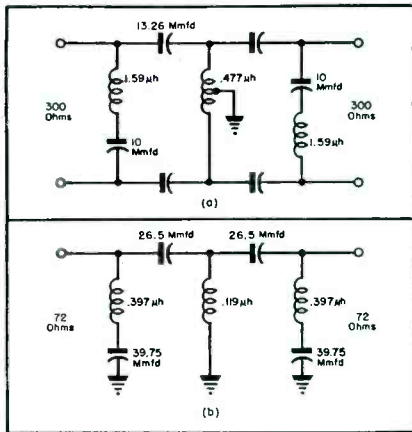 13.26 Mmfd
1.59µh
.477µh
10
Mmfd
300
Ohms
300
Ohms
10
Mmfd
1.59µh
(a)
26.5 Mmfd
26.5 Mmfd
72
Ohms
.397µh
.119µh
.397µh
72
Ohms
39.75
Mmfd
39.75
Mmfd
(b)